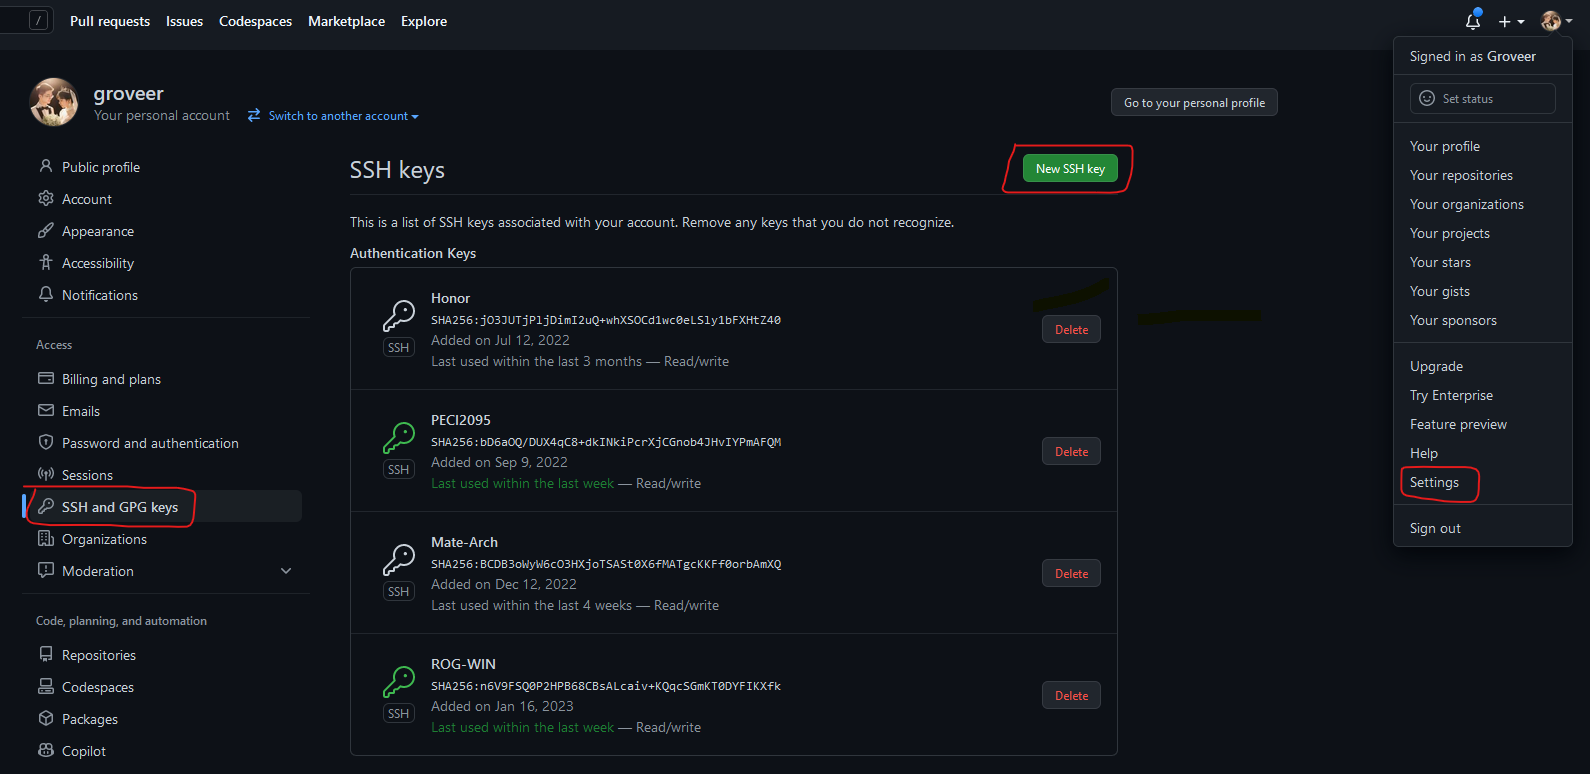 /
Pull requests Issues Codespaces Marketplace Explore
groveer
Your personal account Switch to another account
Go to your personal profile
Public profile
Account
Appearance
Accessibility
Notifications
Access
Billing and plans
Emails
Password and authentication
Sessions
SSH and GPG keys
Organizations
Moderation
Code, planning, and automation
Repositories
Codespaces
Packages
Copilot
SSH keys
New SSH key
This is a list of SSH keys associated with your account. Remove any keys that you do not recognize.
Authentication Keys
Honor
SHA256:jO3JUTjPljDimI2uQ+whXSOCd1wc0eLSly1bFXHtZ40
Added on Jul 12, 2022
Last used within the last 3 months — Read/write
SSH
Delete
PECI2095
SHA256:bD6aOQ/DUX4qC8+dkINkiPcrXjCGnob4JHvIYPmAFQM
Added on Sep 9, 2022
Last used within the last week — Read/write
SSH
Delete
Mate-Arch
SHA256:BCDB3oWyW6cO3HXjoTSASt0X6fMATgcKKFf0orbAmXQ
Added on Dec 12, 2022
Last used within the last 4 weeks — Read/write
SSH
Delete
ROG-WIN
SHA256:n6V9FSQ0P2HPB68CBsALcaiv+KQqcSGmKT0DYFIKXfk
Added on Jan 16, 2023
Last used within the last week — Read/write
SSH
Delete
Signed in as Groveer
Set status
Your profile
Your repositories
Your organizations
Your projects
Your stars
Your gists
Your sponsors
Upgrade
Try Enterprise
Feature preview
Help
Settings
Sign out